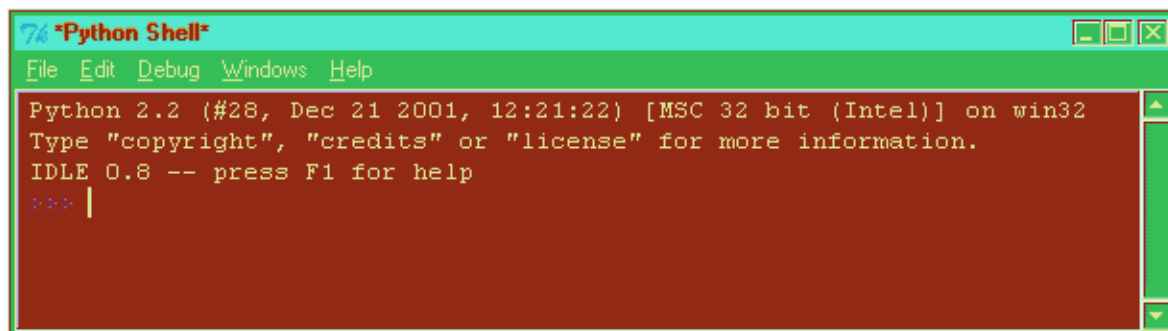 *Python Shell*
File Edit Debug Windows Help
Python 2.2 (#28, Dec 21 2001, 12:21:22) [MSC 32 bit (Intel)] on win32
Type "copyright", "credits" or "license" for more information.
IDLE 0.8 -- press F1 for help
>>>